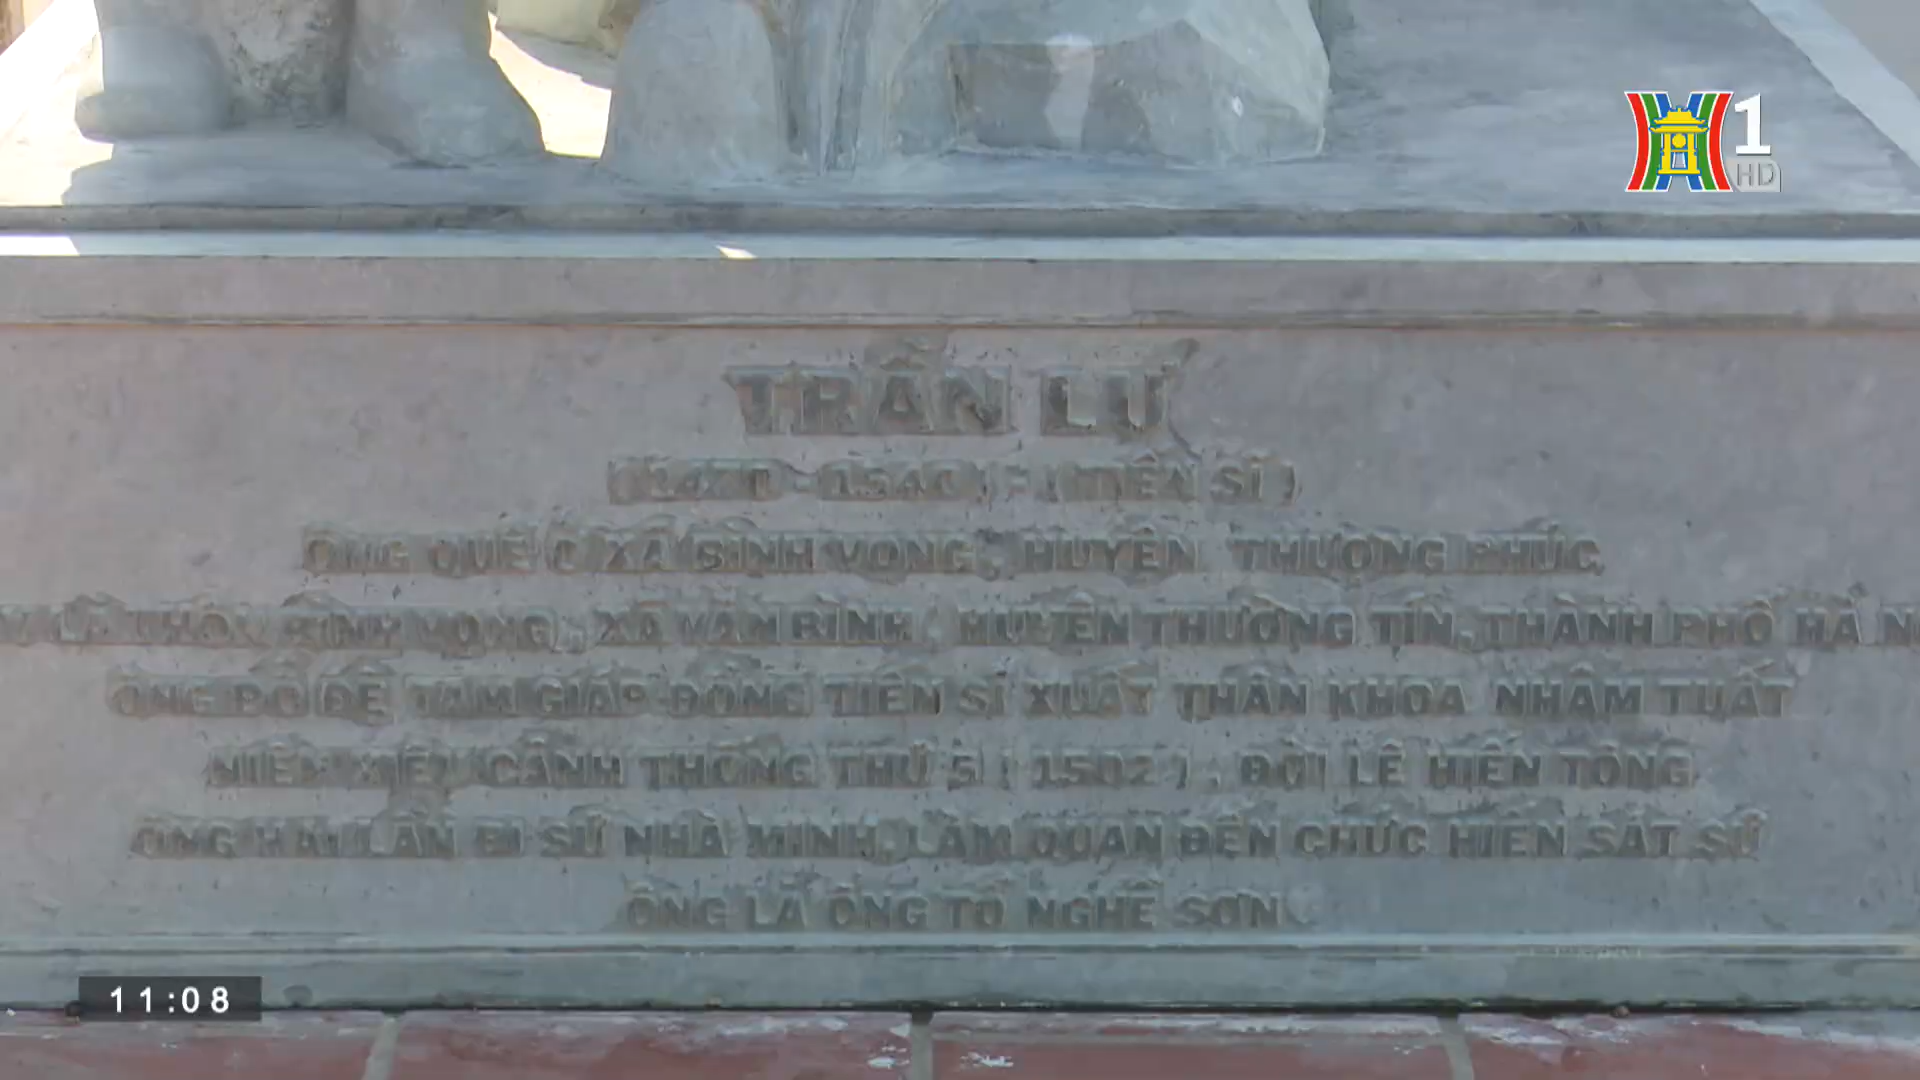 1
HD
TRẦN LƯ
(1470 - 1540) - (TIẾN SĨ)
ÔNG QUÊ Ở XÃ BÌNH VỌNG, HUYỆN THƯỢNG PHÚC,
LÀ THÔN BÌNH VỌNG, XÃ VĂN BÌNH, HUYỆN THƯỜNG TÍN, THÀNH PHỐ HÀ
ÔNG ĐỖ ĐỆ TAM GIÁP ĐỒNG TIẾN SĨ XUẤT THÂN KHOA NHÂM TUẤT
NIÊN HIỆU CẢNH THỐNG THỨ 5 (1502), ĐỜI LÊ HIẾN TÔNG
ÔNG HAI LẦN ĐI SỨ NHÀ MINH, LÀM QUAN ĐẾN CHỨC HIẾN SÁT SỨ
ÔNG LÀ ÔNG TỔ NGHỀ SƠN
11:08